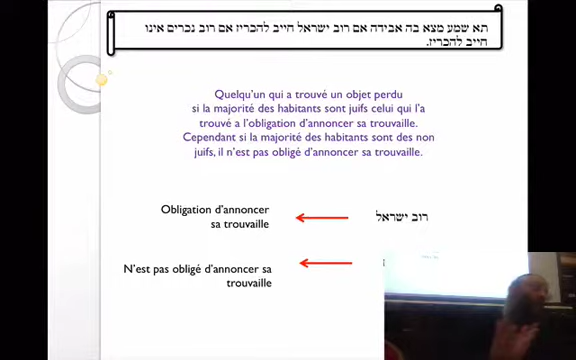 תא שמע מצא בה אבידה אם רוב ישראל חייב להכריז אם רוב נכרים אינו
חייב להכריז.
Quelqu'un qui a trouvé un objet perdu
si la majorité des habitants sont juifs celui qui l'a
trouvé a l'obligation d'annoncer sa trouvaille.
Cependant si la majorité des habitants sont des non
juifs, il n'est pas obligé d'annoncer sa trouvaille.
Obligation d'annoncer
sa trouvaille
רוב ישראל
N'est pas obligé d'annoncer sa
trouvaille